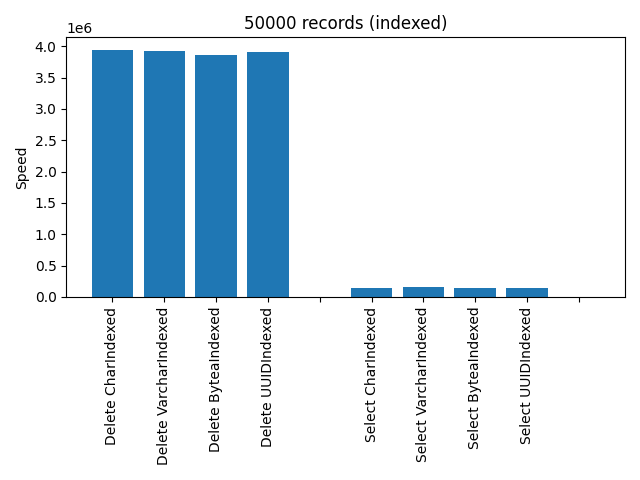 50000 records (indexed)
1e6
4.0
3.5
3.0
2.5
2.0
1.5
1.0
0.5
0.0
Speed
Delete CharIndexed
Delete VarcharIndexed
Delete ByteaIndexed
Delete UUIDIndexed
Select CharIndexed
Select VarcharIndexed
Select ByteaIndexed
Select UUIDIndexed